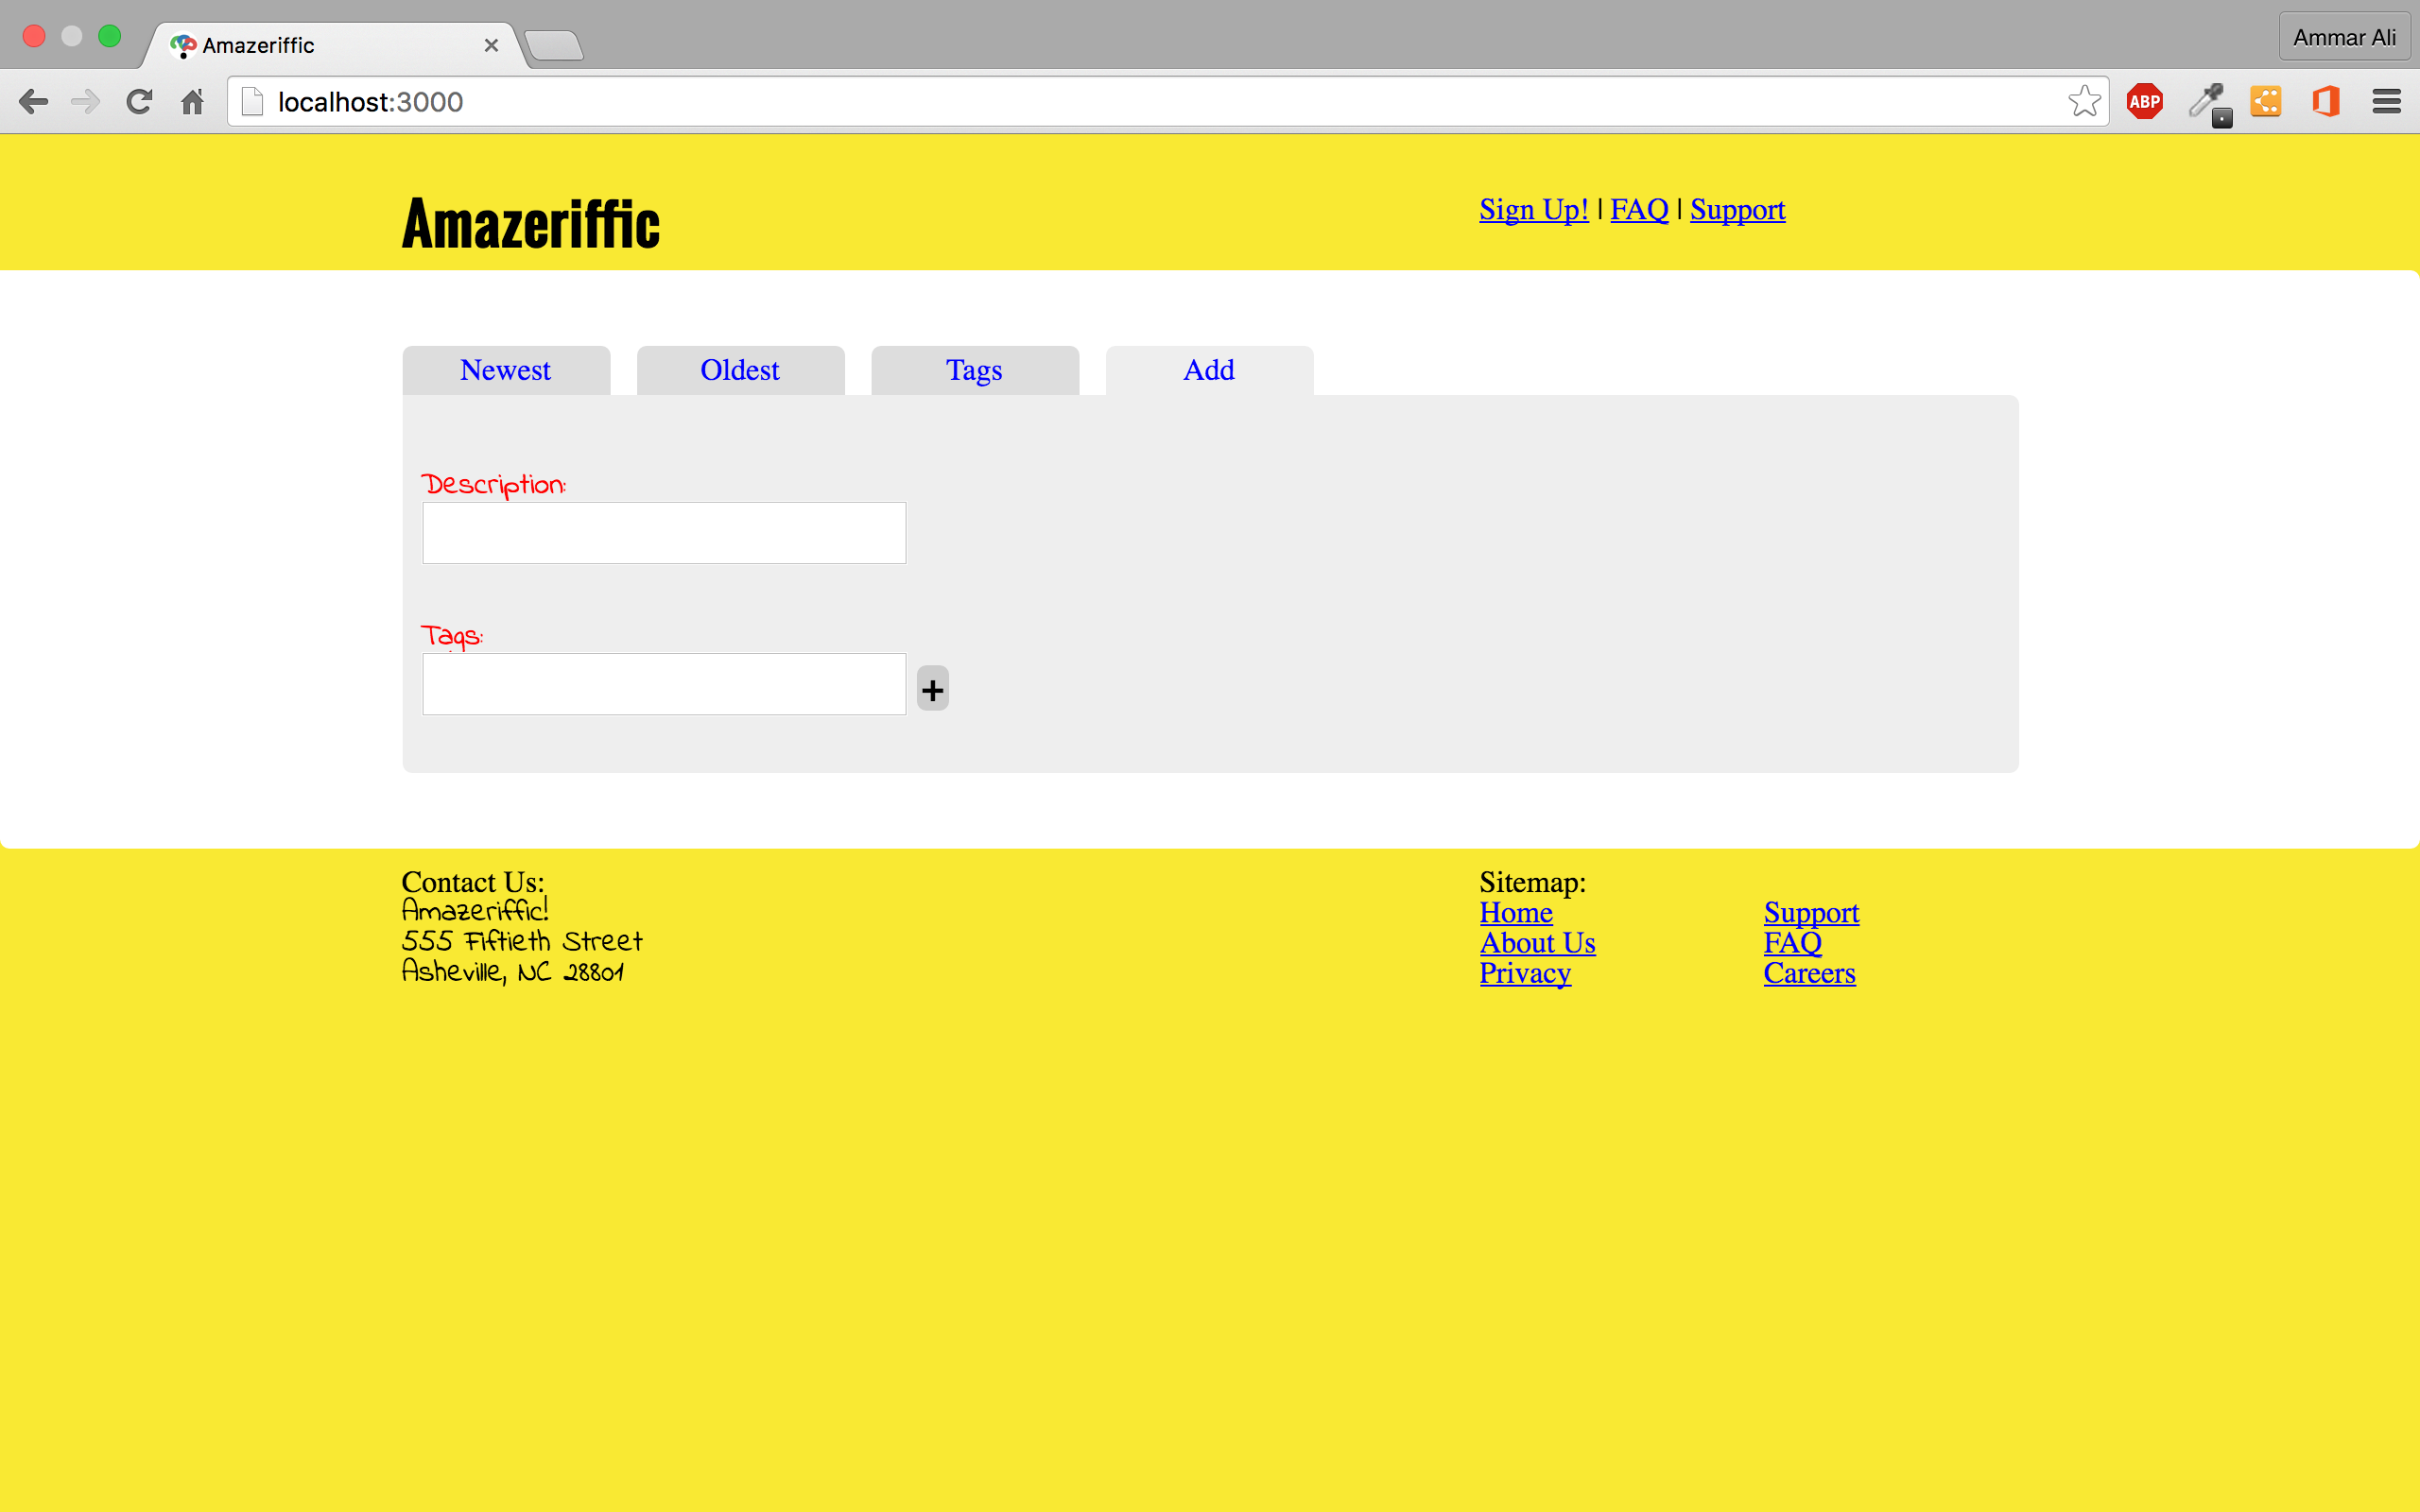 Amazeriffic
Ammar Ali
localhost:3000
ABP
Amazeriffic
Sign Up! | FAQ | Support
Newest
Oldest
Tags
Add
Description:
Tags:
+
Contact Us:
Amazeriffic!
555 Fiftieth Street
Asheville, NC 28801
Sitemap:
Home
About Us
Privacy
Support
FAQ
Careers